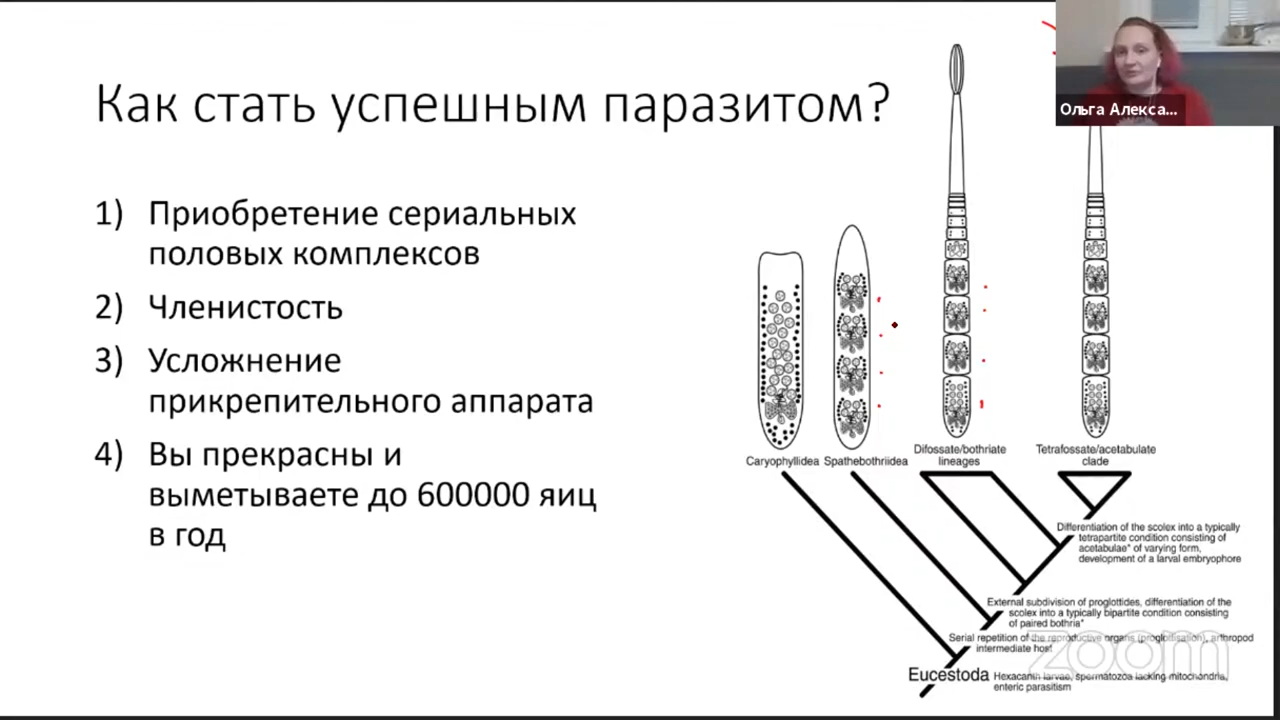 Как стать успешным паразитом?
Ольга Алекса...
1) Приобретение сериальных
половых комплексов
2) Членистость
3) Усложнение
прикрепительного аппарата
4) Вы прекрасны и
выметываете до 600000 яиц
в год
Caryophyllidea
Spathebothriidea
Difossate/bothriate
lineages
Tetrafossate/acetabulate
clade
Differentiation of the scolex into a typically
tetrapartite condition consisting of
acetabulae* of varying form,
development of a larval embryophore
External subdivision of proglottides, differentiation of the
scolex into a typically bipartite condition consisting
of paired bothria*
Serial repetition of the reproductive organs (proglottisation), arthropod
intermediate host
Eucestoda
Hexacanth larvae, spermatozoa lacking mitochondria,
enteric parasitism
zoom